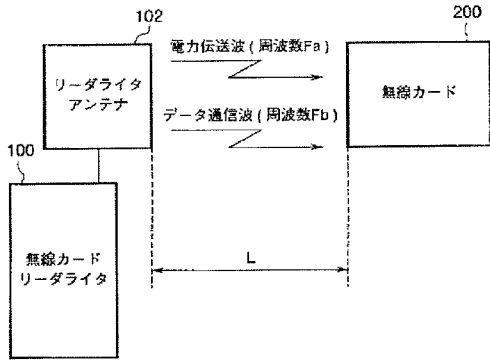 102
200
電力伝送波 ( 周波数Fa )
リーダライタ
アンテナ
無線カード
データ通信波 ( 周波数Fb )
100
無線カード
リーダライタ
L